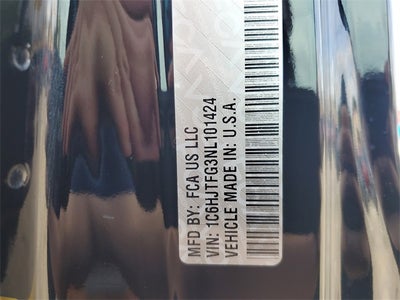 MFD BY: FCA US LLC
VIN: 1C6HJTFG3NL101424
VEHICLE MADE IN: U.S.A.